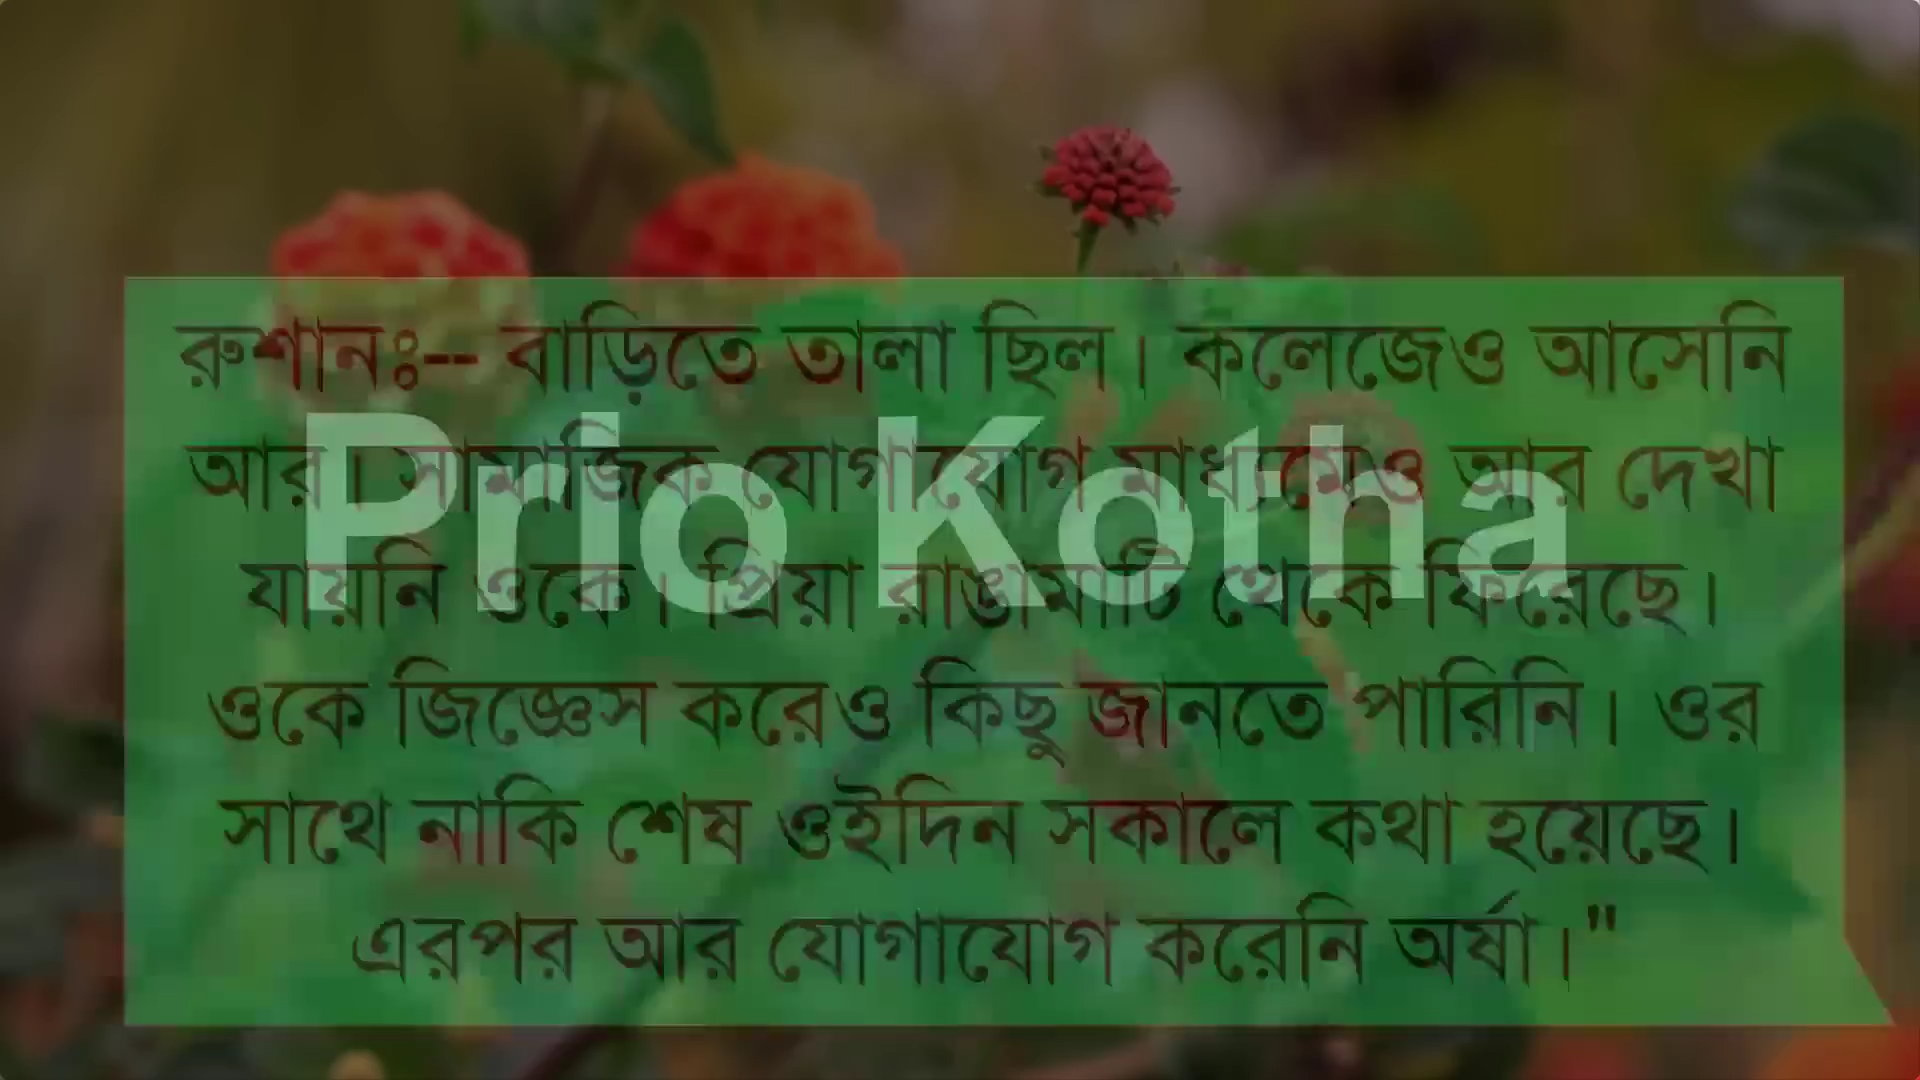 রুশানঃ-- বাড়িতে তালা ছিল। কলেজেও আসেনি
আর। সামাজিক যোগাযোগ মাধ্যমেও আর দেখা
Prio Kotha
যায়নি ওকে। প্রিয়া রাঙামাটি থেকে ফিরেছে।
ওকে জিজ্ঞেস করেও কিছু জানতে পারিনি। ওর
সাথে নাকি শেষ ওইদিন সকালে কথা হয়েছে।
এরপর আর যোগাযোগ করেনি অর্ষা।"